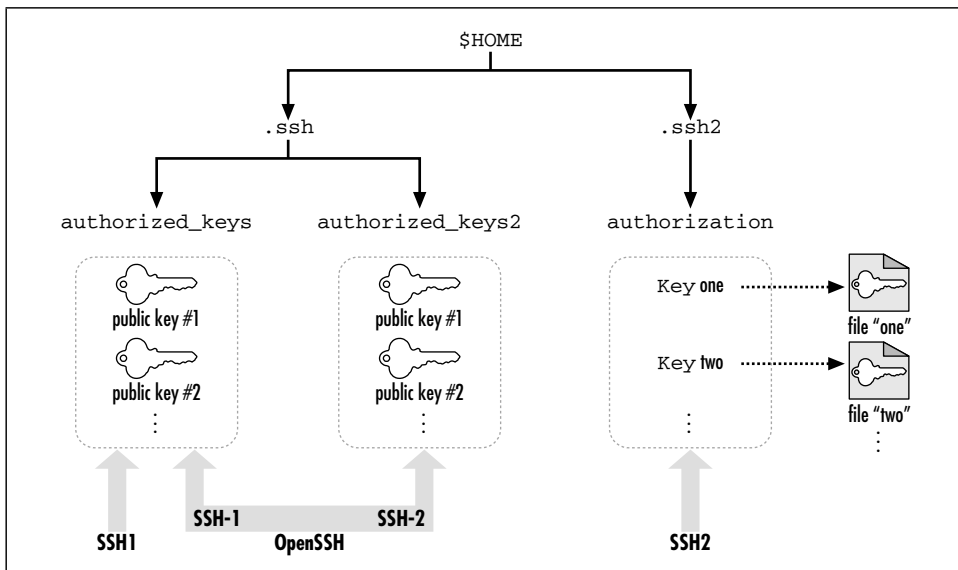 $HOME
.ssh
.ssh2
authorized_keys
authorized_keys2
authorization
public key #1
public key #2
⋮
public key #1
public key #2
⋮
Key one
Key two
⋮
file “one”
file “two”
⋮
SSH1
SSH-1
SSH-2
OpenSSH
SSH2